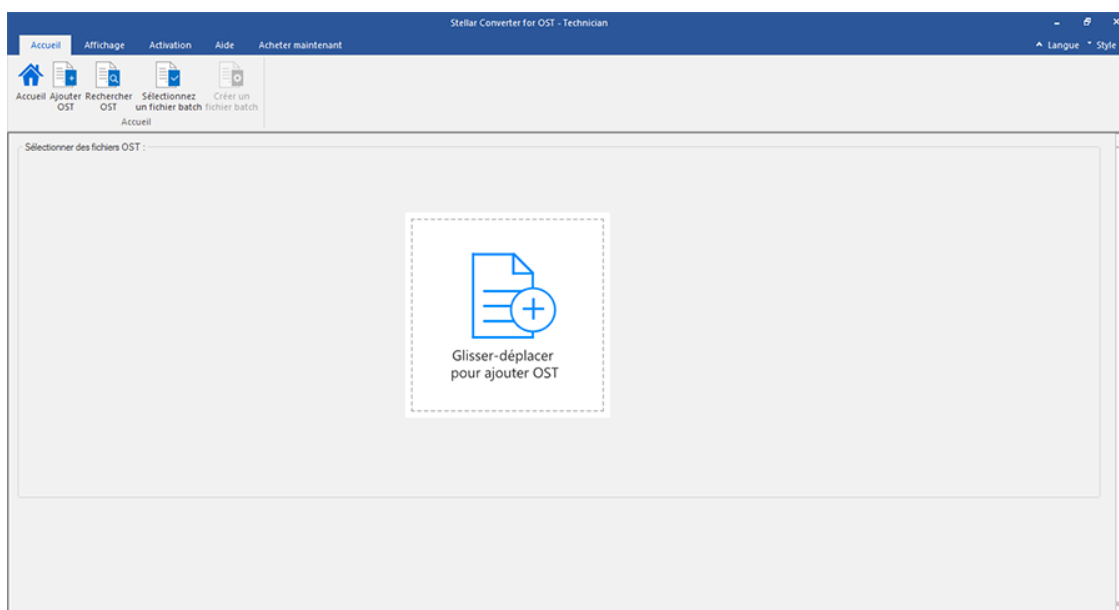 Stellar Converter for OST - Technician
Accueil Affichage Activation Aide Acheter maintenant Langue Style
Accueil Ajouter Rechercher Sélectionnez Créer un
OST OST un fichier batch fichier batch
Accueil
Sélectionner des fichiers OST :
Glisser-déplacer
pour ajouter OST